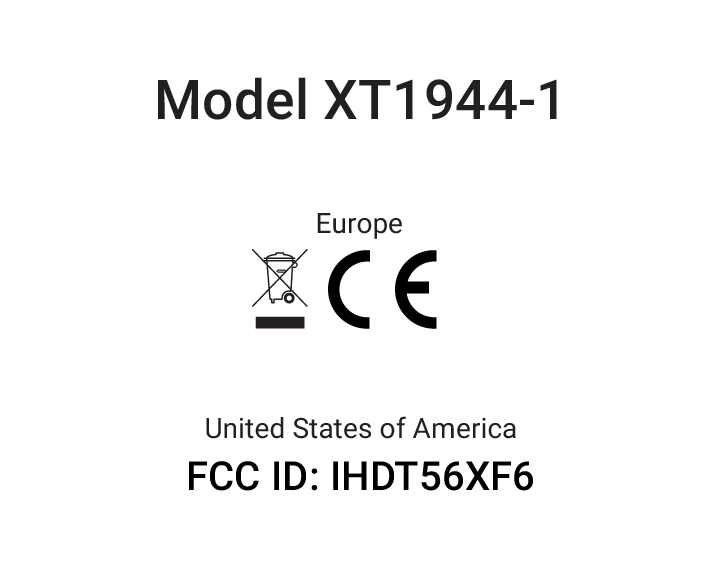 Model XT1944-1
Europe
CE
United States of America
FCC ID: IHDT56XF6